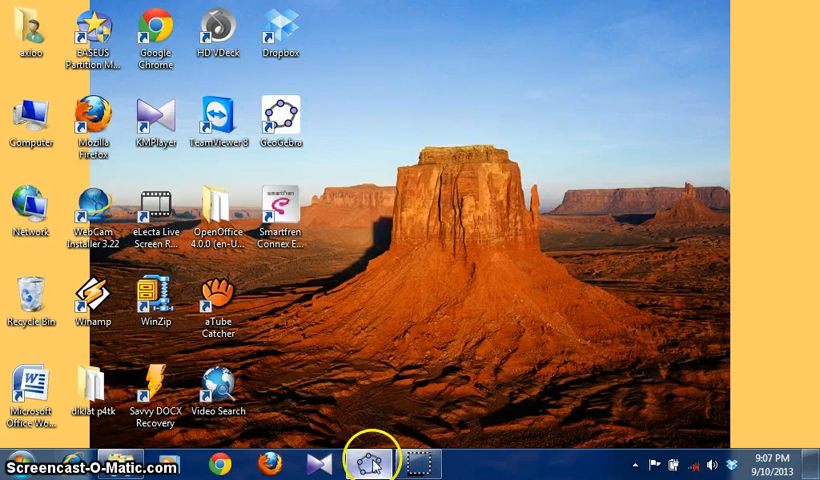 axioo
EASEUS
Partition M...
Google
Chrome
HD VDeck
Dropbox
Computer
Mozilla
Firefox
KMPlayer
TeamViewer 8
GeoGebra
Network
WebCam
Installer 3.22
eLecta Live
Screen R...
OpenOffice
4.0.0 (en-U...
smartfren
Smartfren
Connex E...
Recycle Bin
Winamp
WinZip
aTube
Catcher
Microsoft
Office Wo...
diklat p4tk
Savvy DOCX
Recovery
Video Search
Screencast-O-Matic.com
9:07 PM
9/10/2013